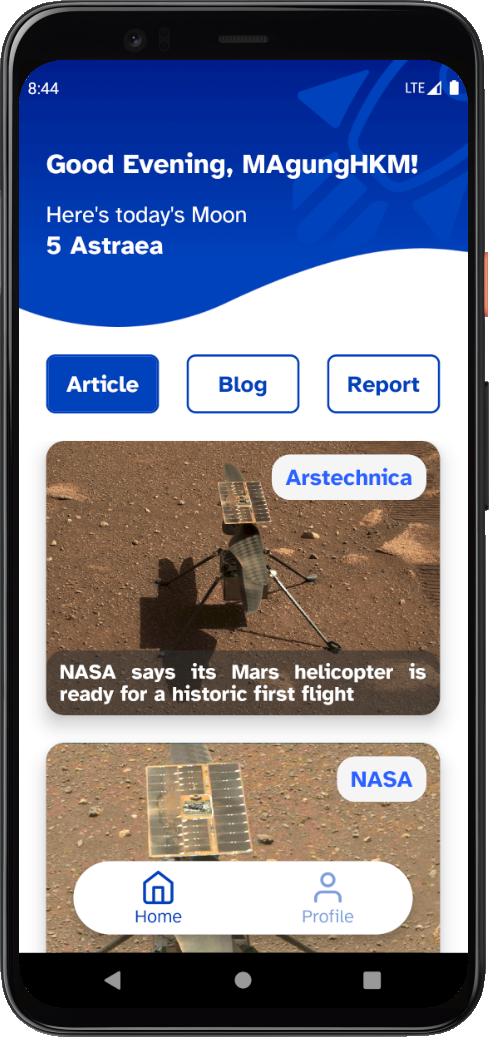 8:44
LTE
Good Evening, MAgungHKM!
Here's today's Moon
5 Astraea
Article
Blog
Report
Arstechnica
NASA says its Mars helicopter is
ready for a historic first flight
NASA
Home
Profile